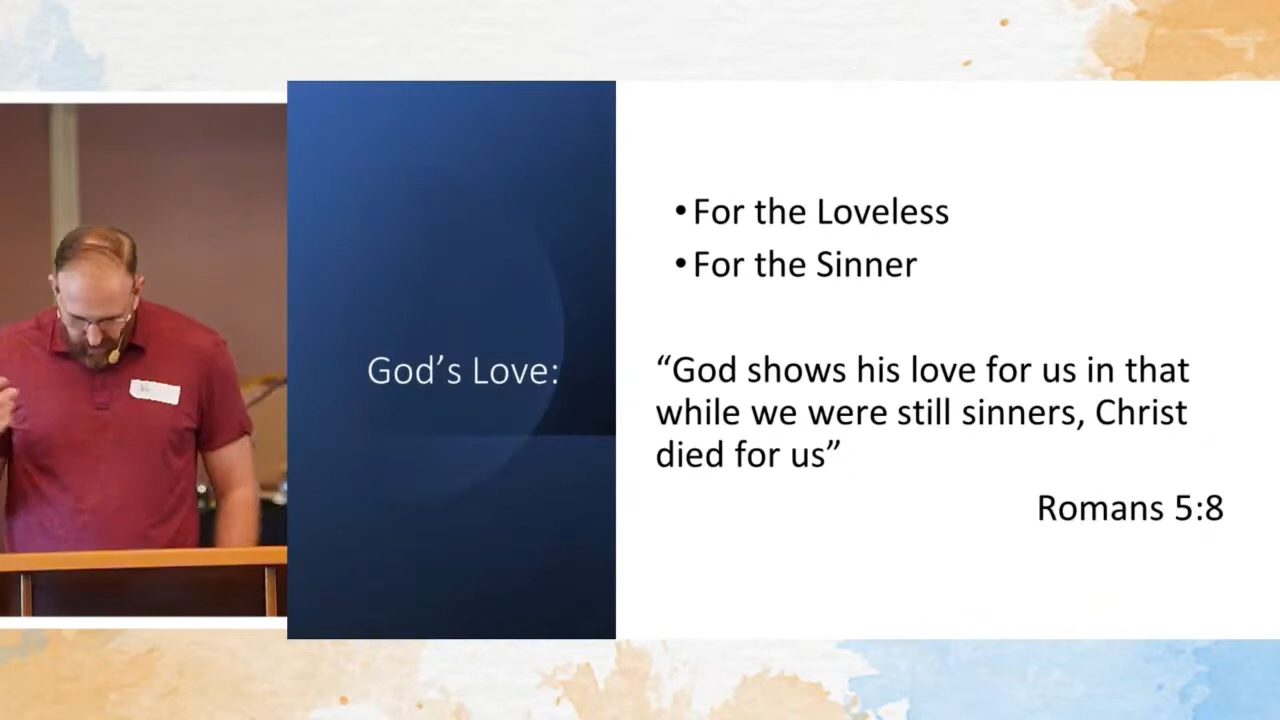 God’s Love:
•For the Loveless
•For the Sinner
“God shows his love for us in that
while we were still sinners, Christ
died for us”
Romans 5:8